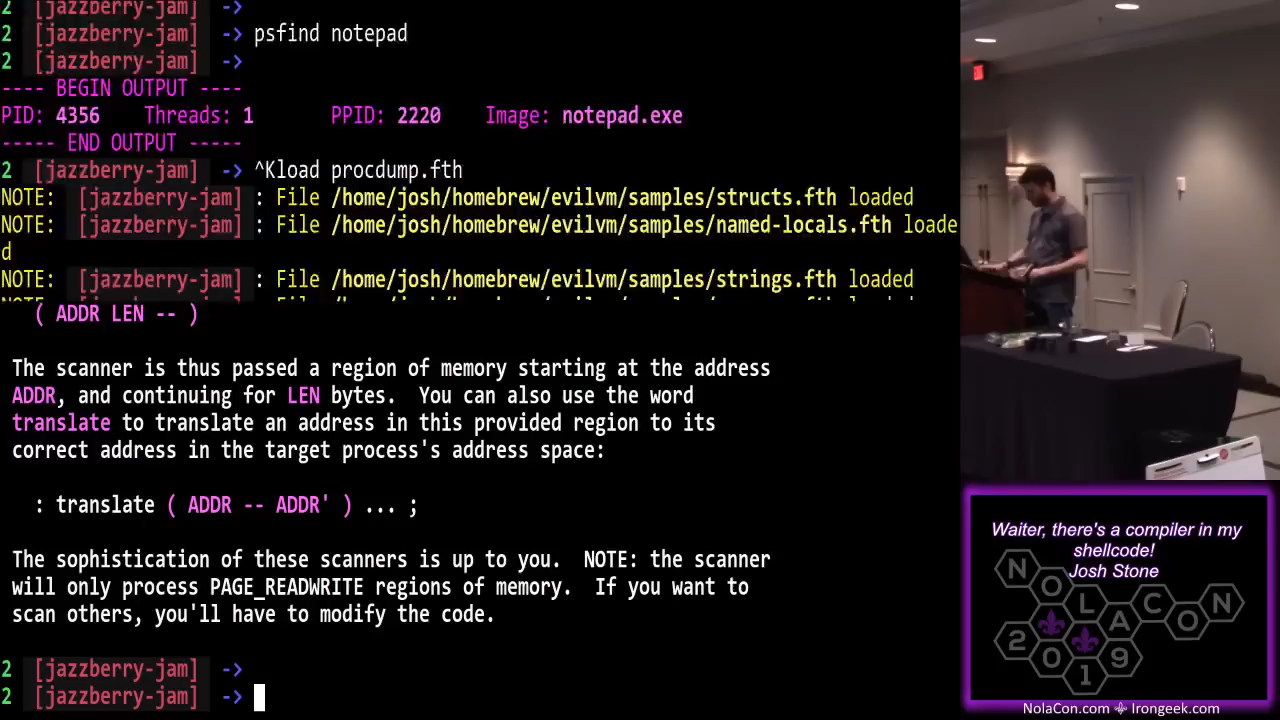 2 [jazzberry-jam] ->
2 [jazzberry-jam] -> psfind notepad
2 [jazzberry-jam] ->
---- BEGIN OUTPUT ----
PID: 4356 Threads: 1 PPID: 2220 Image: notepad.exe
----- END OUTPUT -----
2 [jazzberry-jam] -> ^Kload procdump.fth
NOTE: [jazzberry-jam] : File /home/josh/homebrew/evilvm/samples/structs.fth loaded
NOTE: [jazzberry-jam] : File /home/josh/homebrew/evilvm/samples/named-locals.fth loade
d
NOTE: [jazzberry-jam] : File /home/josh/homebrew/evilvm/samples/strings.fth loaded
( ADDR LEN -- )
The scanner is thus passed a region of memory starting at the address
ADDR, and continuing for LEN bytes. You can also use the word
translate to translate an address in this provided region to its
correct address in the target process's address space:
: translate ( ADDR -- ADDR' ) ... ;
The sophistication of these scanners is up to you. NOTE: the scanner
will only process PAGE_READWRITE regions of memory. If you want to
scan others, you'll have to modify the code.
2 [jazzberry-jam] ->
2 [jazzberry-jam] ->
Waiter, there's a compiler in my
shellcode!
Josh Stone
NOLACON
2019
NolaCon.com ⚜ Irongeek.com